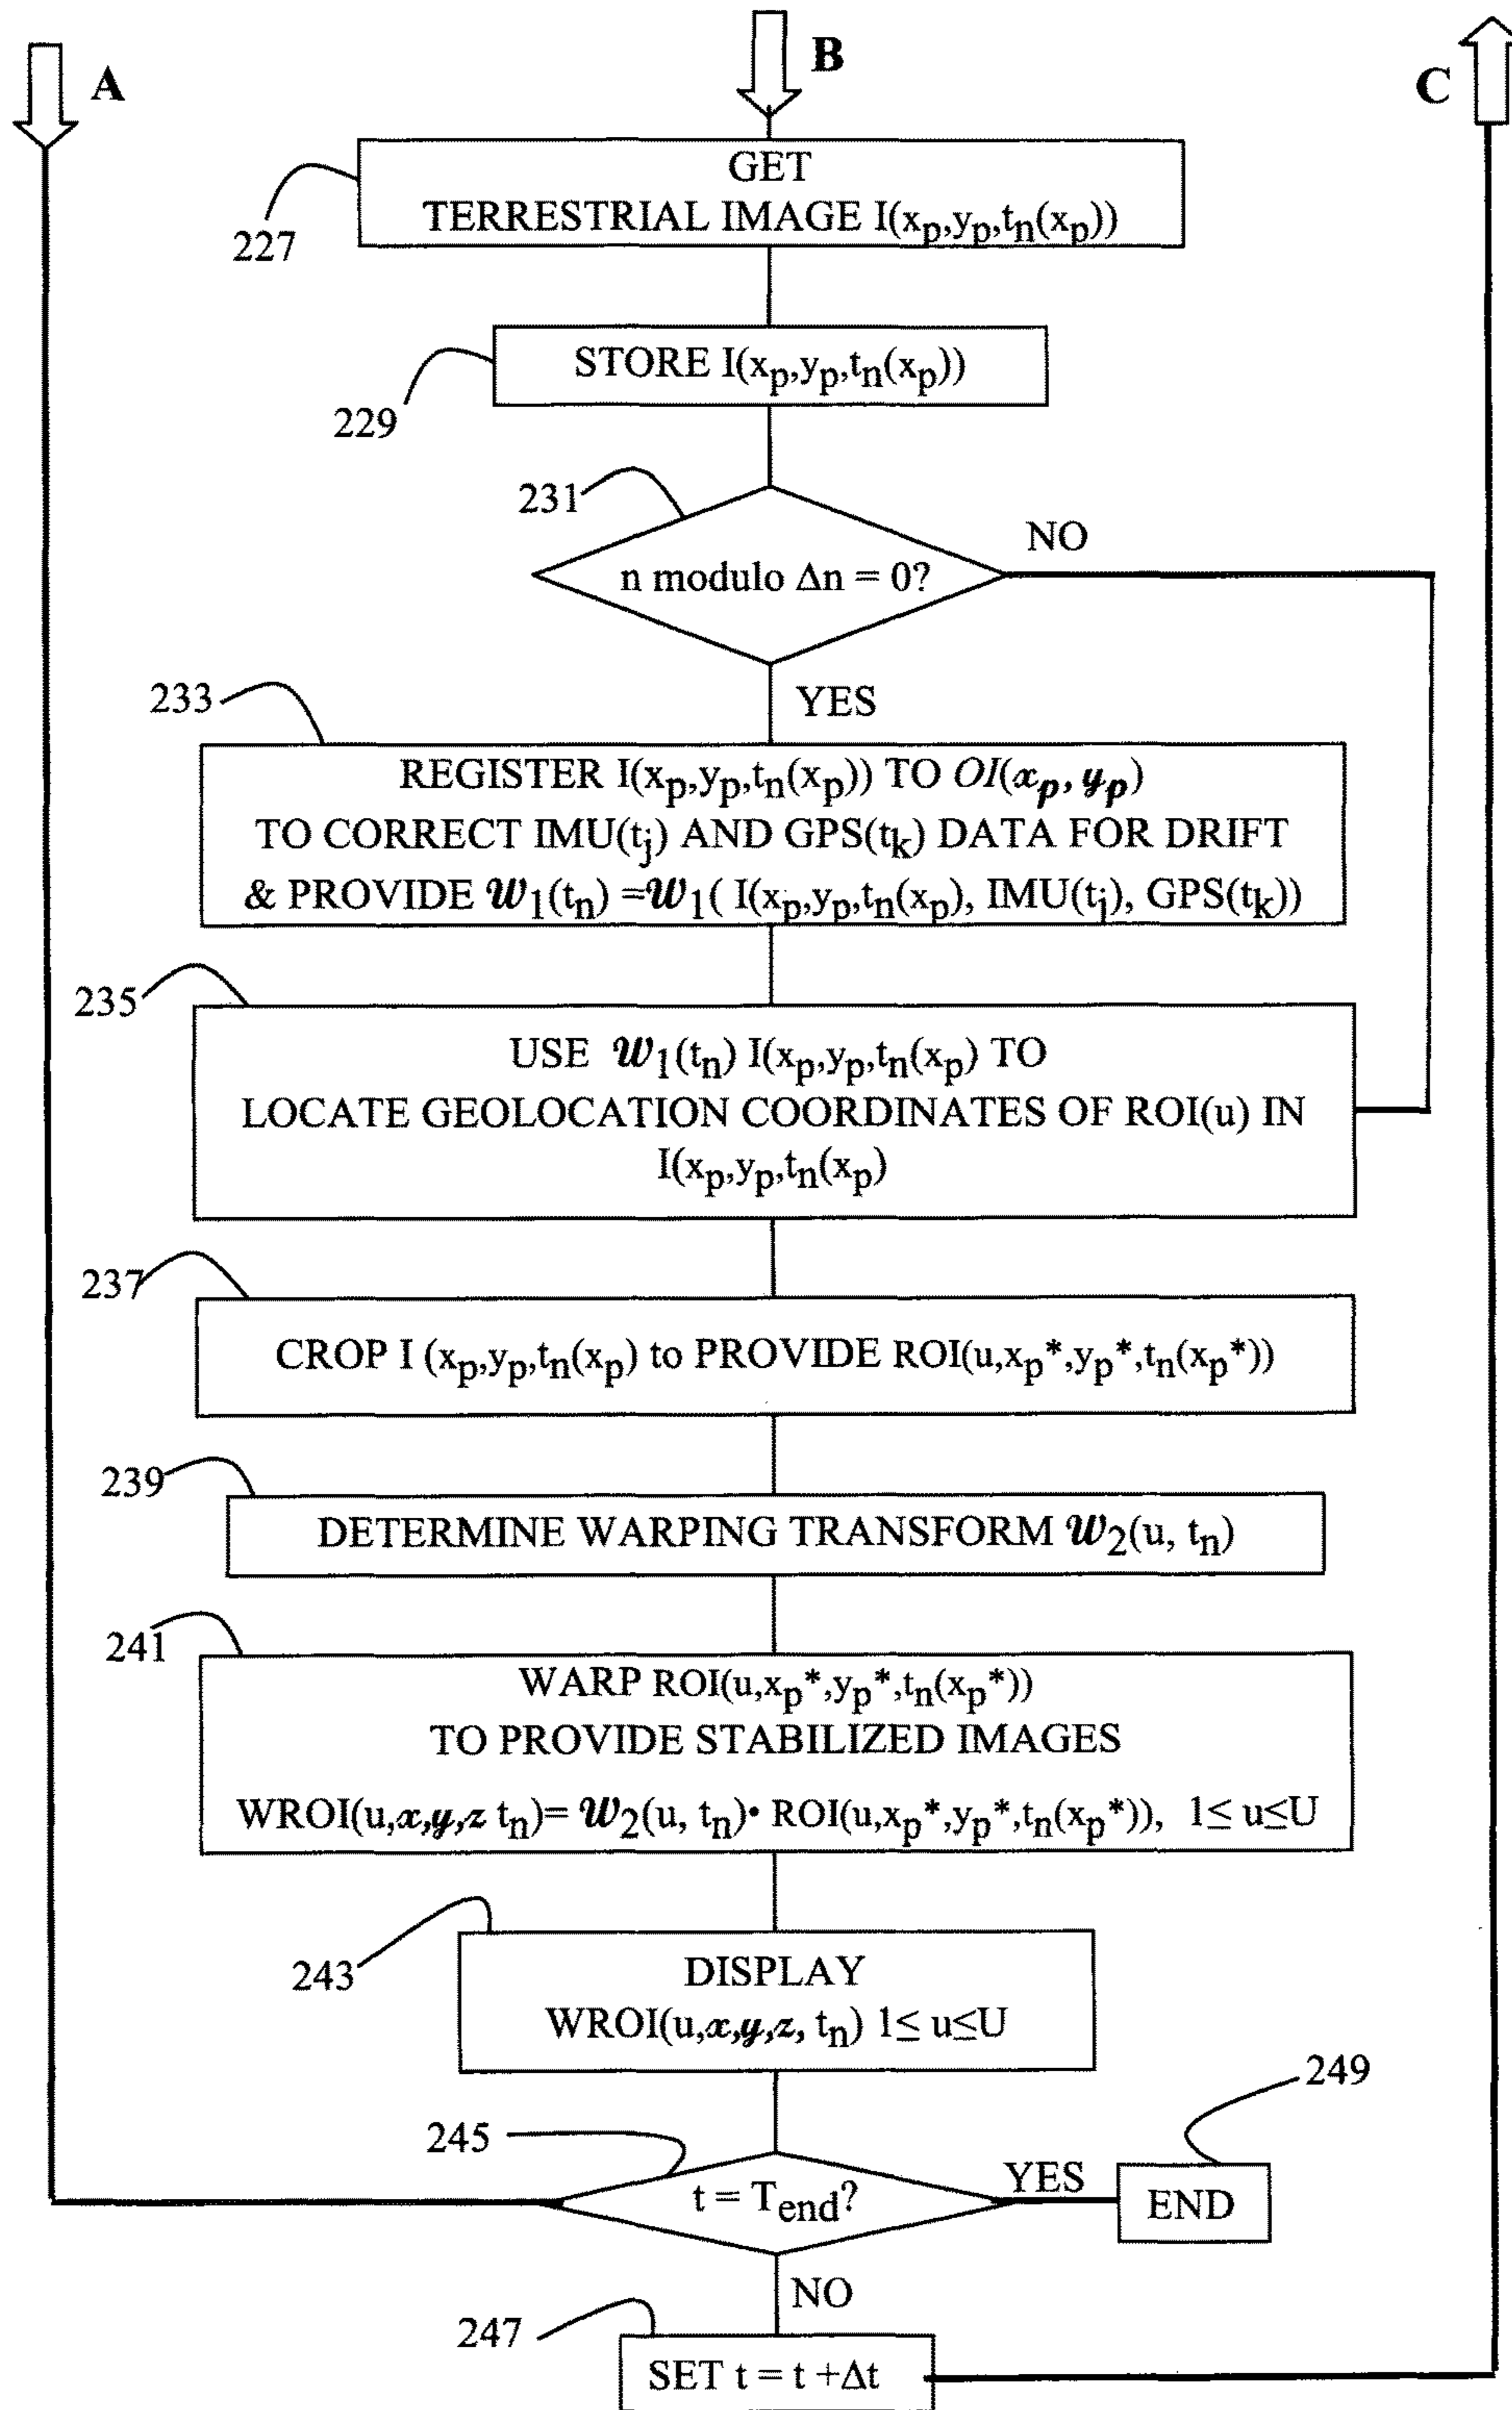 A
B
C
GET
TERRESTRIAL IMAGE I(xp,yp,tn(xp))
227
STORE I(xp,yp,tn(xp))
229
231
n modulo Δn = 0?
NO
YES
233
REGISTER I(xp,yp,tn(xp)) TO OI(𝓍p, 𝓎p)
TO CORRECT IMU(tj) AND GPS(tk) DATA FOR DRIFT
& PROVIDE 𝒲1(tn) =𝒲1( I(xp,yp,tn(xp), IMU(tj), GPS(tk))
235
USE 𝒲1(tn) I(xp,yp,tn(xp) TO
LOCATE GEOLOCATION COORDINATES OF ROI(u) IN
I(xp,yp,tn(xp)
237
CROP I (xp,yp,tn(xp) to PROVIDE ROI(u,xp*,yp*,tn(xp*))
239
DETERMINE WARPING TRANSFORM 𝒲2(u, tn)
241
WARP ROI(u,xp*,yp*,tn(xp*))
TO PROVIDE STABILIZED IMAGES
WROI(u,𝓍,𝓎,𝓏 tn)= 𝒲2(u, tn)• ROI(u,xp*,yp*,tn(xp*)), 1≤ u≤U
243
DISPLAY
WROI(u,𝓍,𝓎,𝓏, tn) 1≤ u≤U
245
t = Tend?
YES
249
END
NO
247
SET t = t +Δt